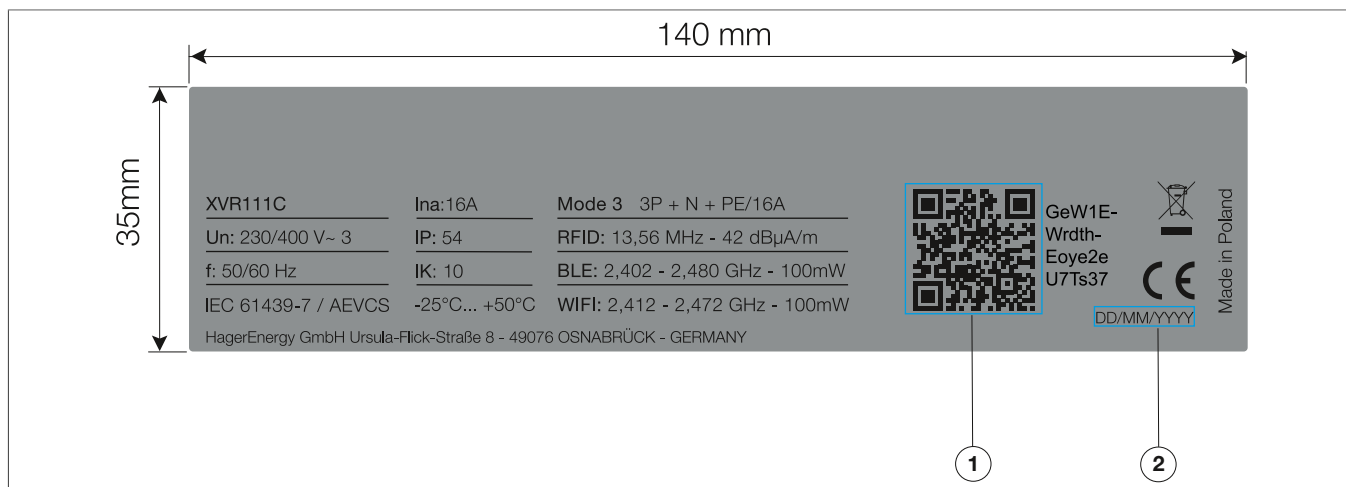 140 mm
35mm
XVR111C
Un: 230/400 V~ 3
f: 50/60 Hz
IEC 61439-7 / AEVCS
Ina:16A
IP: 54
IK: 10
-25°C... +50°C
Mode 3 3P + N + PE/16A
RFID: 13,56 MHz - 42 dBµA/m
BLE: 2,402 - 2,480 GHz - 100mW
WIFI: 2,412 - 2,472 GHz - 100mW
HagerEnergy GmbH Ursula-Flick-Straße 8 - 49076 OSNABRÜCK - GERMANY
GeW1E-
Wrdth-
Eoye2e
U7Ts37
CE
DD/MM/YYYY
Made in Poland
1
2